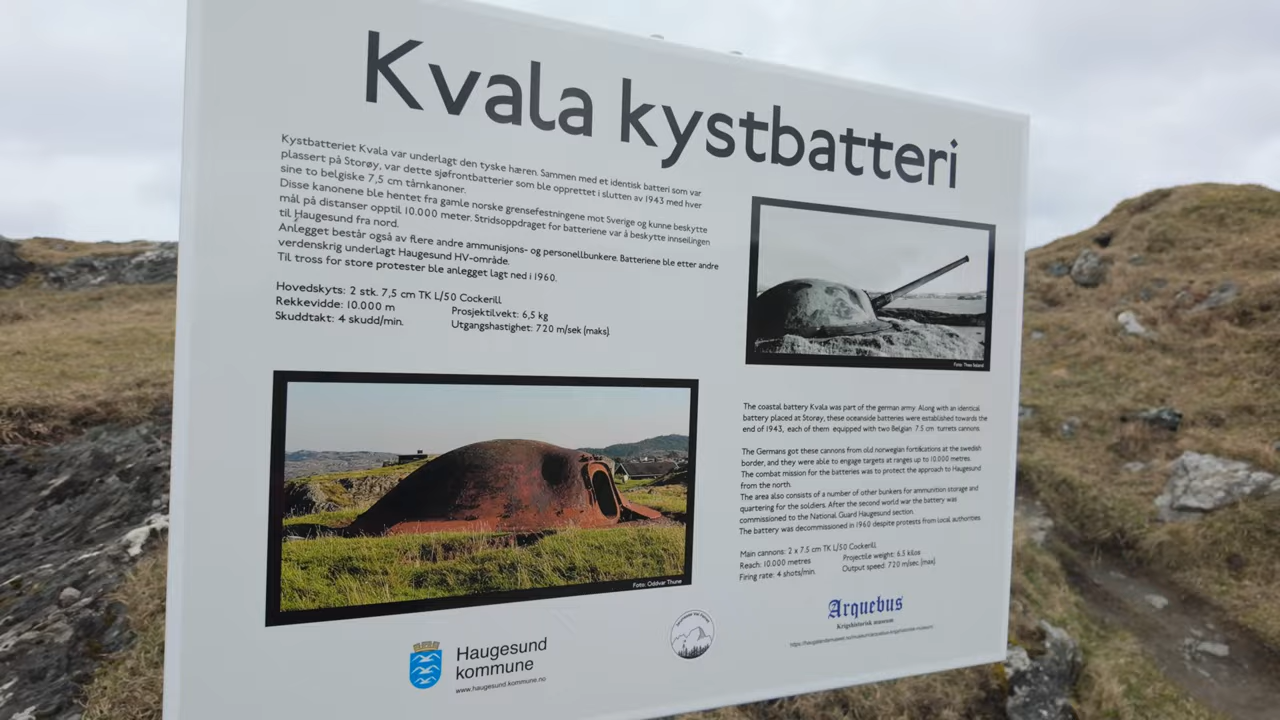 Kvala kystbatteri
Kystbatteriet Kvala var underlagt den tyske hæren. Sammen med et identisk batteri som var
plassert på Storøy, var dette sjøfrontbatterier som ble opprettet i slutten av 1943 med hver
sine to belgiske 7,5 cm tårnkanoner.
Disse kanonene ble hentet fra gamle norske grensefestningene mot Sverige og kunne beskytte
mål på distanser opptil 10.000 meter. Stridsoppdraget for batteriene var å beskytte innseilingen
til Haugesund fra nord.
Anlegget består også av flere andre ammunisjons- og personellbunkere. Batteriene ble etter andre
verdenskrig underlagt Haugesund HV-område.
Til tross for store protester ble anlegget lagt ned i 1960.
Hovedskyts: 2 stk. 7,5 cm TK L/50 Cockerill
Rekkevidde: 10.000 m
Prosjektilvekt: 6,5 kg
Skuddtakt: 4 skudd/min.
Utgangshastighet: 720 m/sek (maks).
Foto: Thea Island
The coastal battery Kvala was part of the german army. Along with an identical
battery placed at Storøy, these oceanside batteries were established towards the
end of 1943, each of them equipped with two Belgian 7.5 cm turrets cannons.
The Germans got these cannons from old norwegian fortifications at the swedish
border, and they were able to engage targets at ranges up to 10.000 metres.
The combat mission for the batteries was to protect the approach to Haugesund
from the north.
The area also consists of a number of other bunkers for ammunition storage and
quartering for the soldiers. After the second world war the battery was
commissioned to the National Guard Haugesund section.
The battery was decommissioned in 1960 despite protests from local authorities.
Main cannons: 2 x 7.5 cm TK L/50 Cockerill
Reach: 10.000 metres
Projectile weight: 6.5 kilos
Firing rate: 4 shots/min.
Output speed: 720 m/sec (max)
Foto: Oddvar Thune
Haugesund
kommune
www.haugesund.kommune.no
Arquebus
Krigshistorisk museum